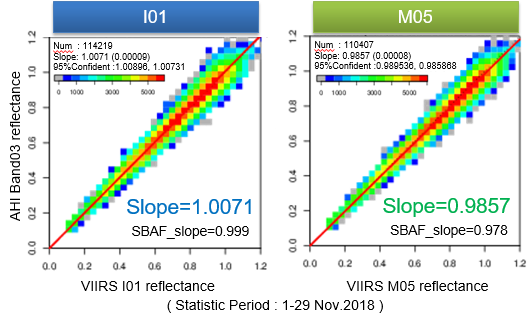 I01
M05
Num : 114219
Slope: 1.0071 (0.00009)
95%Confident : 1.00896, 1.00731
0 1000 3000 5000
Num : 110407
Slope: 0.9857 (0.00008)
95%Confident : 0.989536, 0.985868
0 1000 3000 5000
AHI Band03 reflectance
0.0 0.2 0.4 0.6 0.8 1.0 1.2
0.0 0.2 0.4 0.6 0.8 1.0 1.2
Slope=1.0071
SBAF_slope=0.999
Slope=0.9857
SBAF_slope=0.978
0.0 0.2 0.4 0.6 0.8 1.0 1.2
0.0 0.2 0.4 0.6 0.8 1.0 1.2
VIIRS I01 reflectance
VIIRS M05 reflectance
( Statistic Period : 1-29 Nov.2018 )